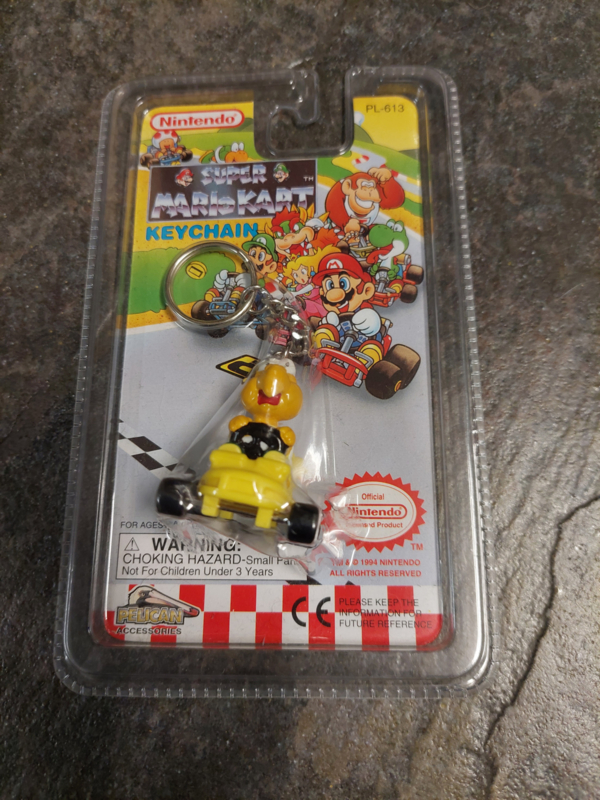 Nintendo
PL-613
SUPER
MARIO KART TM
KEYCHAIN
FOR AGES
WARNING:
CHOKING HAZARD-Small
Not For Children Under 3 Years
Official
Nintendo
Product
TM
TM & © 1994 NINTENDO
ALL RIGHTS RESERVED
PELICAN
ACCESSORIES
CE
PLEASE KEEP THE
INFORMATION FOR
FUTURE REFERENCE